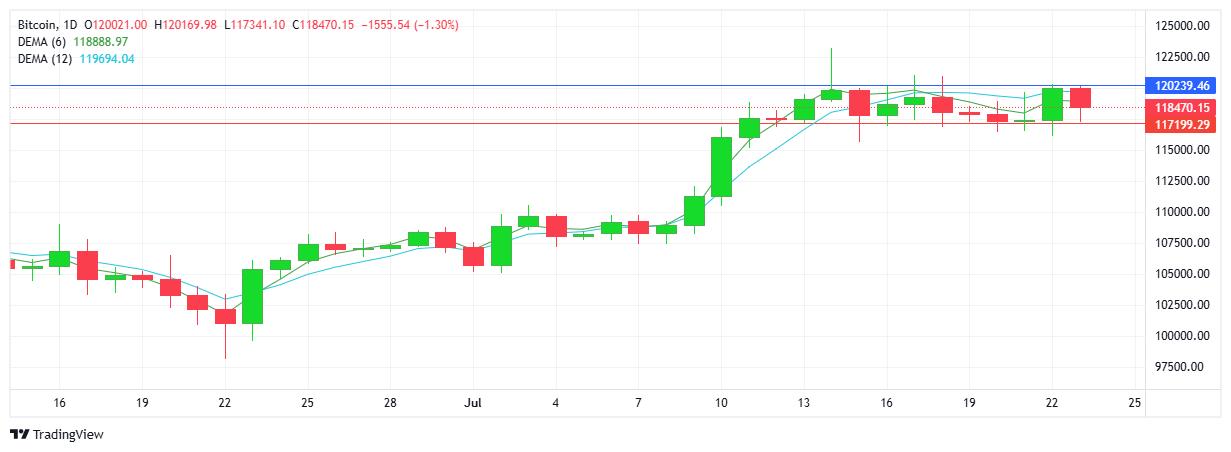 Bitcoin, 1D O120021.00 H120169.98 L117341.10 C118470.15 −1555.54 (−1.30%)
DEMA (6) 118888.97
DEMA (12) 119694.04
125000.00
122500.00
120239.46
118470.15
117199.29
115000.00
112500.00
110000.00
107500.00
105000.00
102500.00
100000.00
97500.00
16 19 22 25 28 Jul 4 7 10 13 16 19 22 25
TradingView